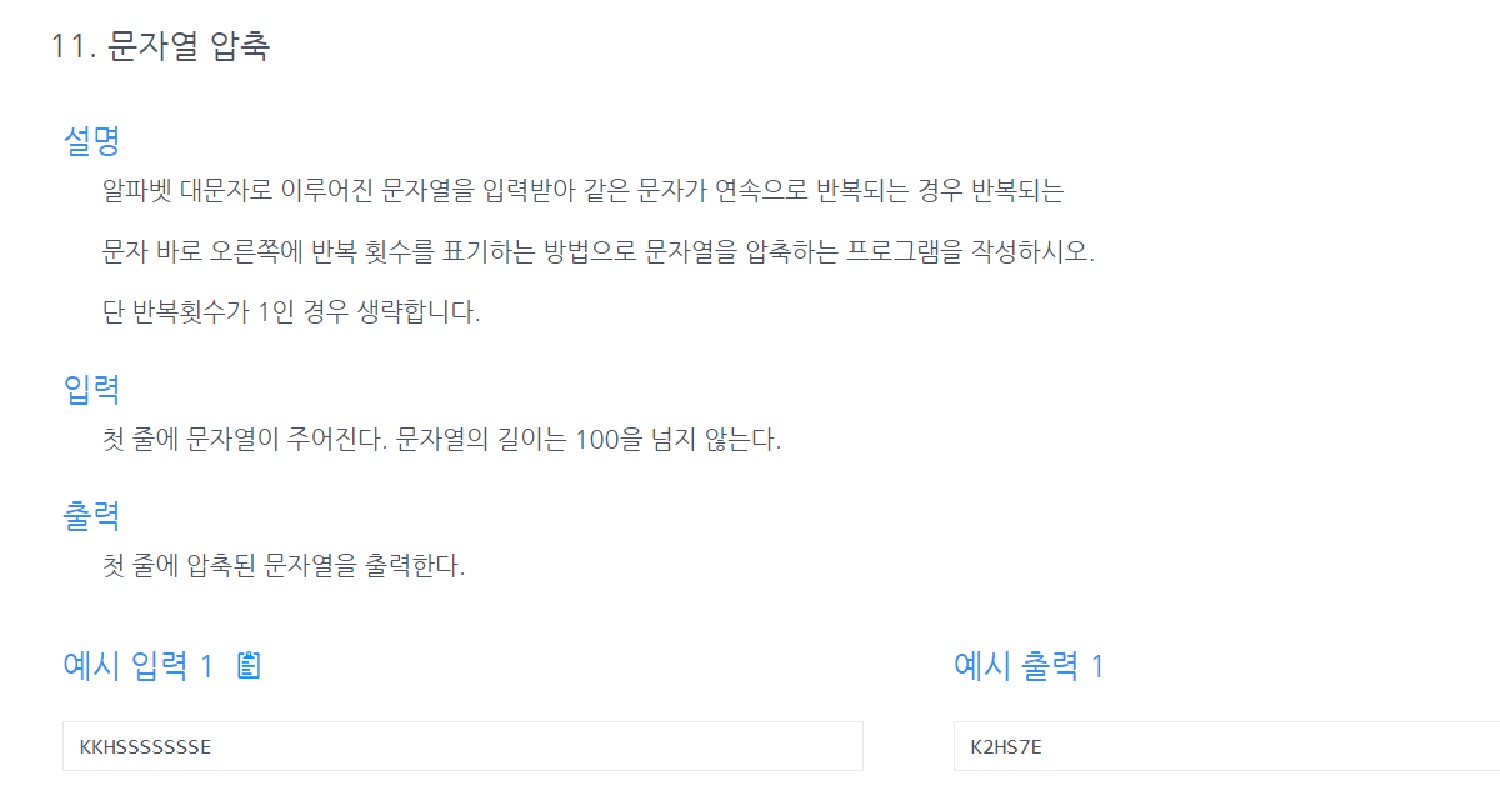 11. 문자열 압축
설명
알파벳 대문자로 이루어진 문자열을 입력받아 같은 문자가 연속으로 반복되는 경우 반복되는
문자 바로 오른쪽에 반복 횟수를 표기하는 방법으로 문자열을 압축하는 프로그램을 작성하시오.
단 반복횟수가 1인 경우 생략합니다.
입력
첫 줄에 문자열이 주어진다. 문자열의 길이는 100을 넘지 않는다.
출력
첫 줄에 압축된 문자열을 출력한다.
예시 입력 1
KKHSSSSSSSE
예시 출력 1
K2HS7E